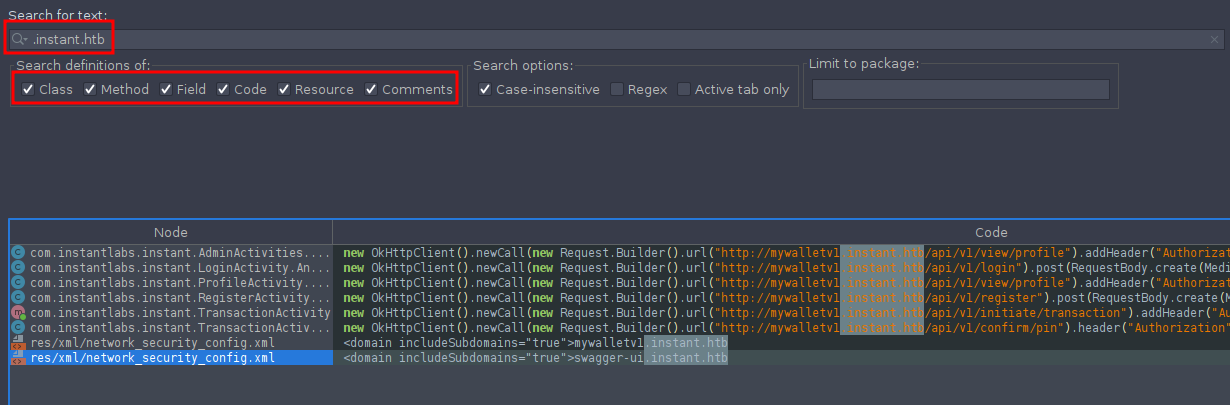 Search for text:
.instant.htb
Search definitions of: Search options: Limit to package:
Class Method Field Code Resource Comments Case-insensitive Regex Active tab only
Node Code
com.instantlabs.instant.AdminActivities.... new OkHttpClient().newCall(new Request.Builder().url("http://mywalletv1.instant.htb/api/v1/view/profile").addHeader("Authorizat
com.instantlabs.instant.LoginActivity.An... new OkHttpClient().newCall(new Request.Builder().url("http://mywalletv1.instant.htb/api/v1/login").post(RequestBody.create(Medi
com.instantlabs.instant.ProfileActivity.... new OkHttpClient().newCall(new Request.Builder().url("http://mywalletv1.instant.htb/api/v1/view/profile").addHeader("Authorizat
com.instantlabs.instant.RegisterActivity... new OkHttpClient().newCall(new Request.Builder().url("http://mywalletv1.instant.htb/api/v1/register").post(RequestBody.create(M
com.instantlabs.instant.TransactionActivity new OkHttpClient().newCall(new Request.Builder().url("http://mywalletv1.instant.htb/api/v1/initiate/transaction").addHeader("Au
com.instantlabs.instant.TransactionActiv... new OkHttpClient().newCall(new Request.Builder().url("http://mywalletv1.instant.htb/api/v1/confirm/pin").header("Authorization"
res/xml/network_security_config.xml <domain includeSubdomains="true">mywalletv1.instant.htb
res/xml/network_security_config.xml <domain includeSubdomains="true">swagger-ui.instant.htb